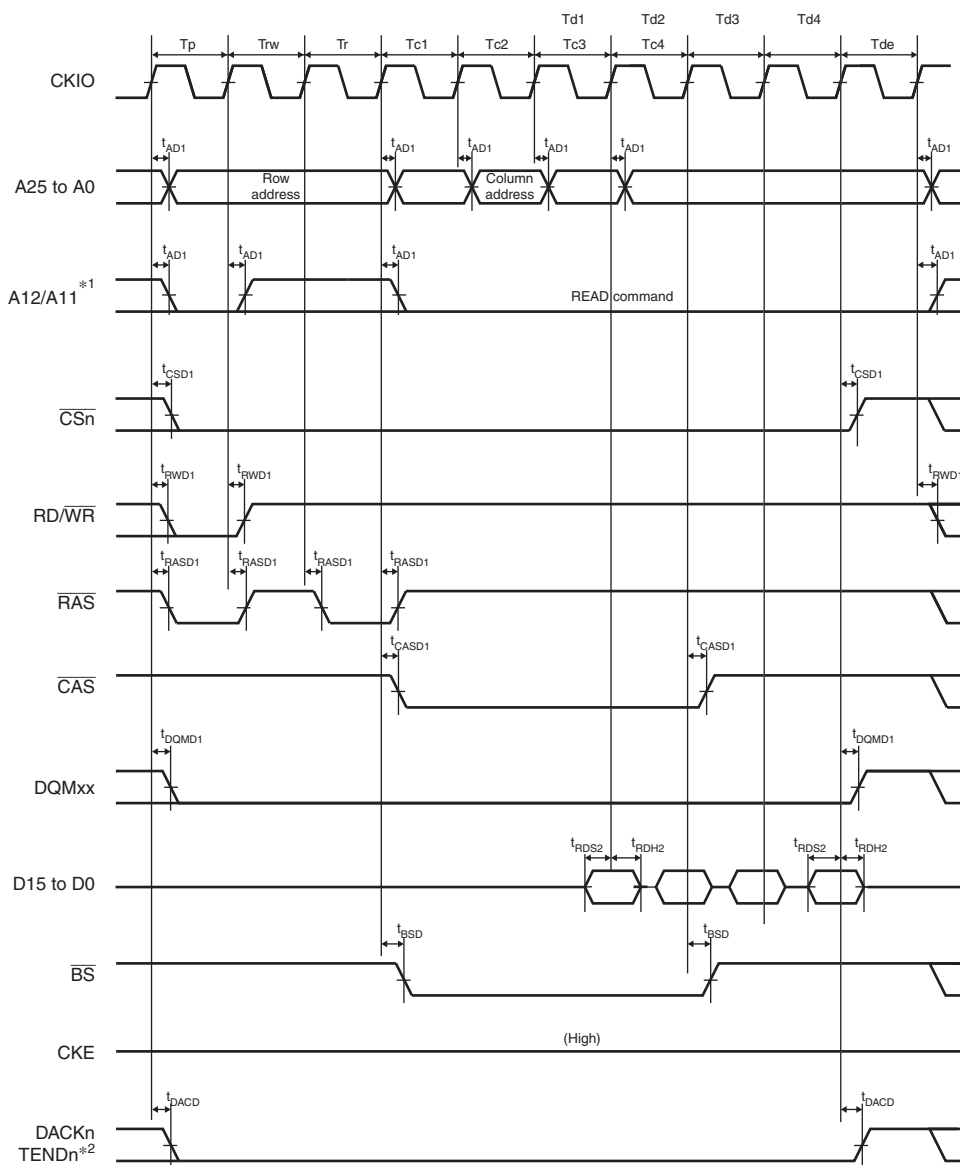 Td1 Td2 Td3 Td4
Tp Trw Tr Tc1 Tc2 Tc3 Tc4 Tde
CKIO
tAD1 tAD1 tAD1 tAD1 tAD1 tAD1
A25 to A0
Row address
Column address
tAD1 tAD1 tAD1 tAD1
A12/A11*1
READ command
tCSD1 tCSD1
CSn
tRWD1 tRWD1 tRWD1
RD/WR
tRASD1 tRASD1 tRASD1 tRASD1
RAS
tCASD1 tCASD1
CAS
tDQMD1 tDQMD1
DQMxx
tRDS2 tRDH2 tRDS2 tRDH2
D15 to D0
tBSD tBSD
BS
(High)
CKE
tDACD tDACD
DACKn
TENDn*2